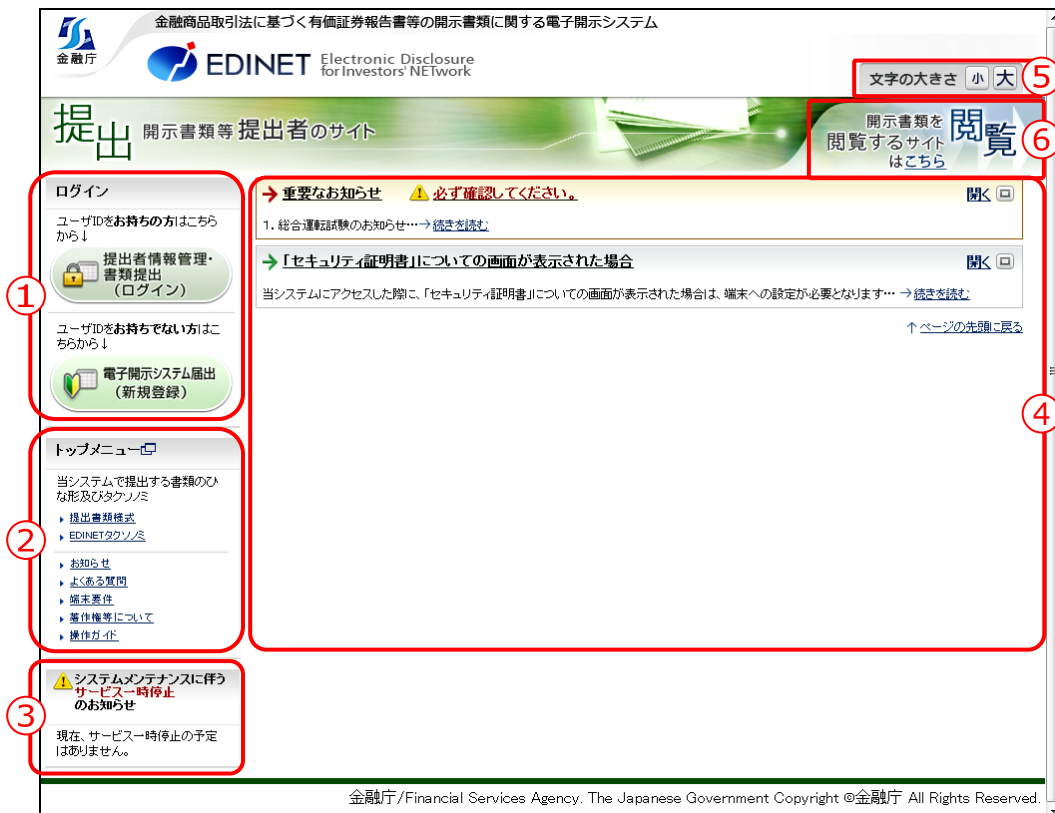 金融商品取引法に基づく有価証券報告書等の開示書類に関する電子開示システム
金融庁
EDINET Electronic Disclosure
for Investors' NETwork
文字の大きさ 小 大
⑤
提出 開示書類等提出者のサイト
開示書類を
閲覧するサイト
はこちら
閲覧
⑥
①
ログイン
ユーザIDをお持ちの方はこちら
から↓
提出者情報管理・
書類提出
(ログイン)
ユーザIDをお持ちでない方はこ
ちらから↓
電子開示システム届出
(新規登録)
②
トップメニュー
当システムで提出する書類のひ
な形及びタクソノミ
提出書類様式
EDINETタクソノミ
お知らせ
よくある質問
端末要件
著作権等について
操作ガイド
③
システムメンテナンスに伴う
サービス一時停止
のお知らせ
現在、サービス一時停止の予定
はありません。
→ 重要なお知らせ 必ず確認してください。 開く
1. 総合運転試験のお知らせ…→続きを読む
→ 「セキュリティ証明書」についての画面が表示された場合 開く
当システムにアクセスした際に、「セキュリティ証明書」についての画面が表示された場合は、端末への設定が必要となります… →続きを読む
↑ページの先頭に戻る
④
金融庁/Financial Services Agency. The Japanese Government Copyright ©金融庁 All Rights Reserved.